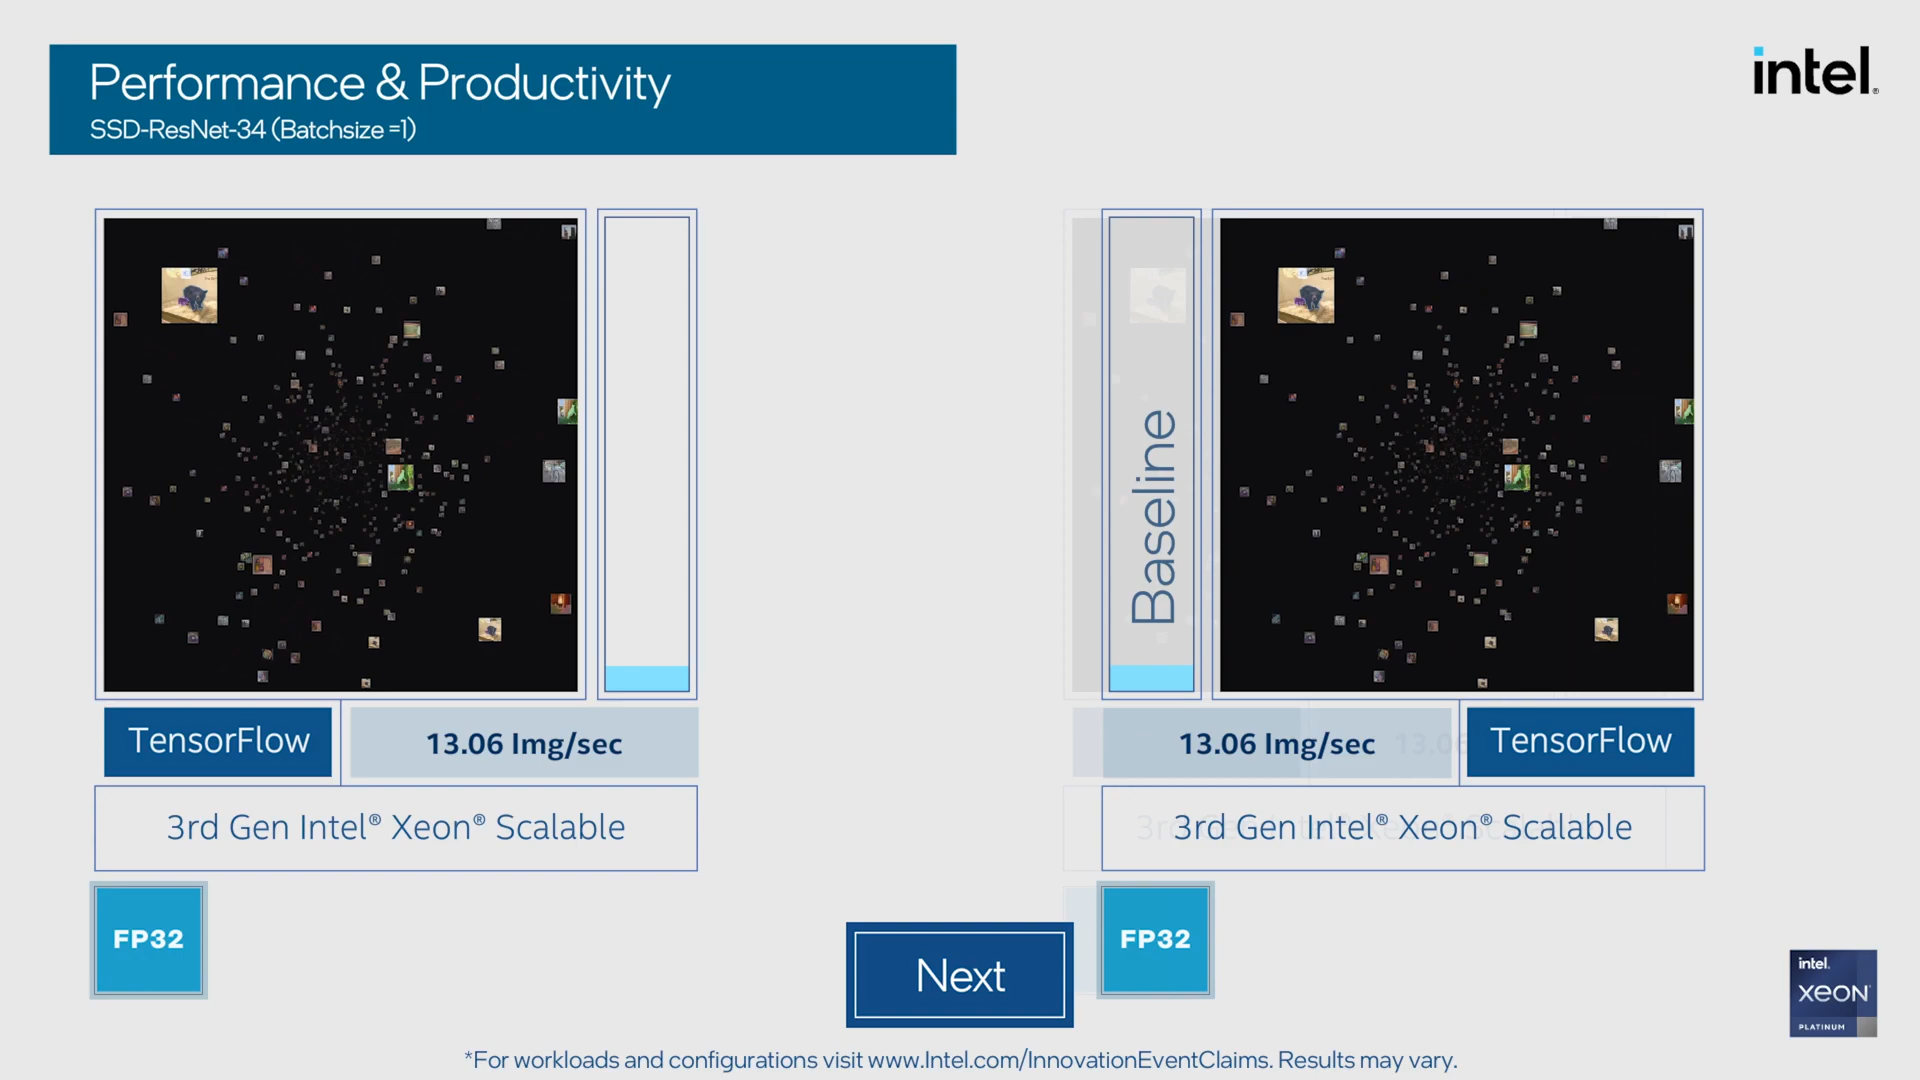 Performance & Productivity
SSD-ResNet-34 (Batchsize =1)
intel®
Baseline
TensorFlow
13.06 Img/sec
13.06 Img/sec
13.06
TensorFlow
3rd Gen Intel® Xeon® Scalable
3rd Gen Intel® Xeon® Scalable
FP32
FP32
Next
intel.
XEON
PLATINUM
*For workloads and configurations visit www.Intel.com/InnovationEventClaims. Results may vary.